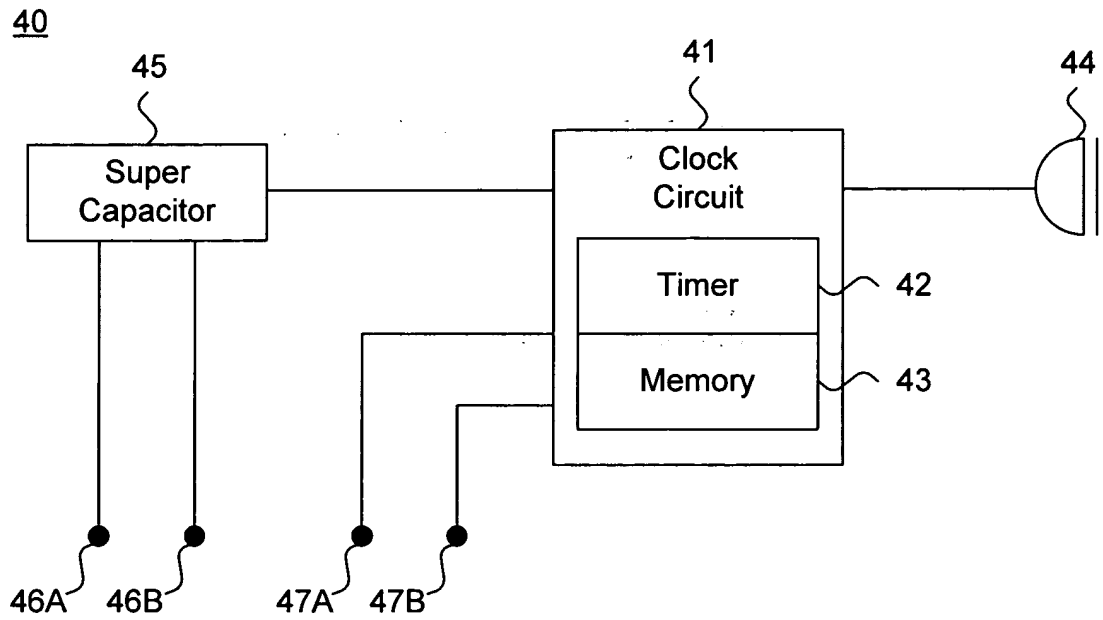 40
45
41
44
Super
Capacitor
Clock
Circuit
Timer
42
Memory
43
46A
46B
47A
47B